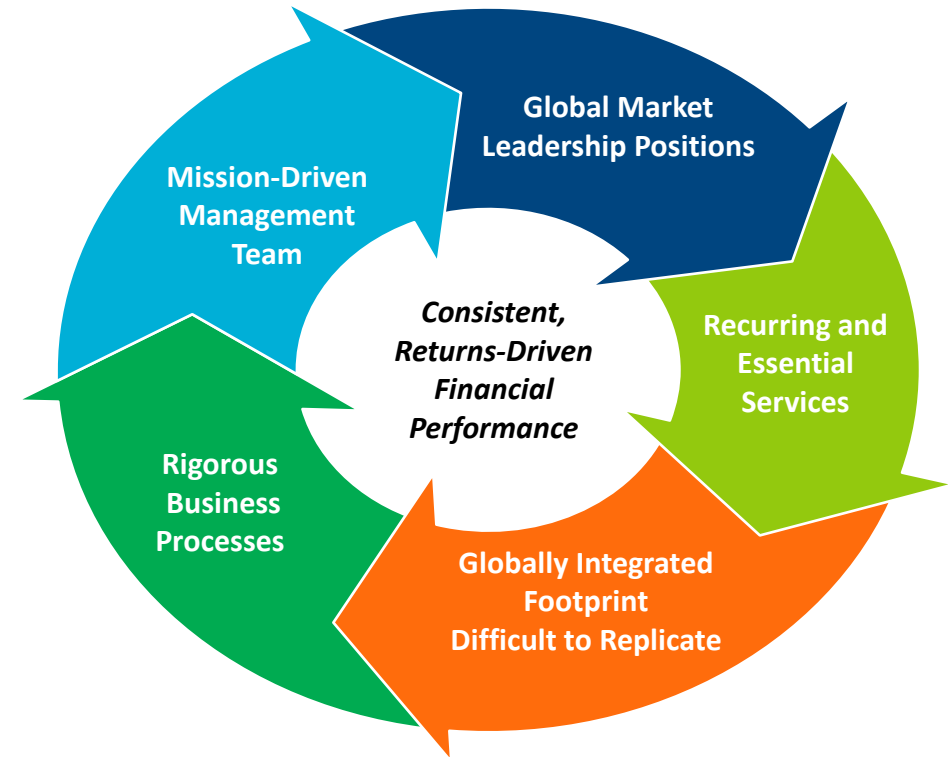 Global Market
Leadership Positions
Mission-Driven
Management
Team
Recurring and
Essential
Services
Consistent,
Returns-Driven
Financial
Performance
Rigorous
Business
Processes
Globally Integrated
Footprint
Difficult to Replicate